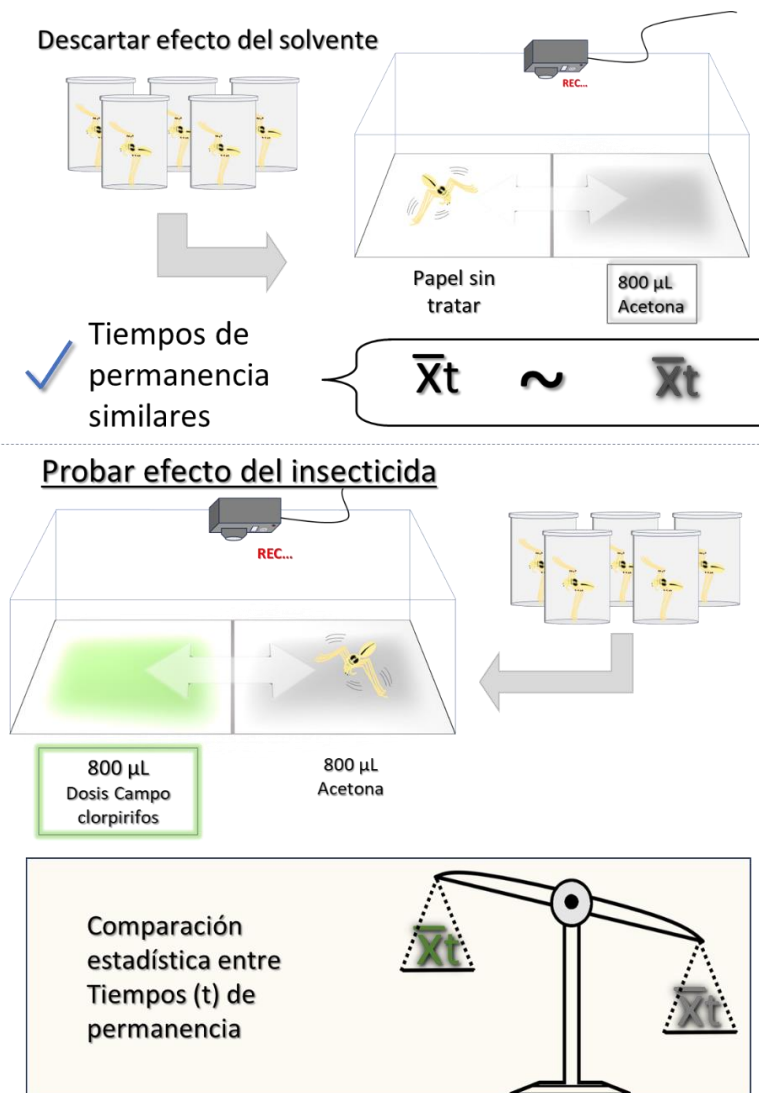 Descartar efecto del solvente
REC...
Papel sin
tratar
800 µL
Acetona
Tiempos de
permanencia
similares
X̅t ~ X̅t
Probar efecto del insecticida
REC...
800 µL
Dosis Campo
clorpirifos
800 µL
Acetona
Comparación
estadística entre
Tiempos (t) de
permanencia
X̅t
X̅t